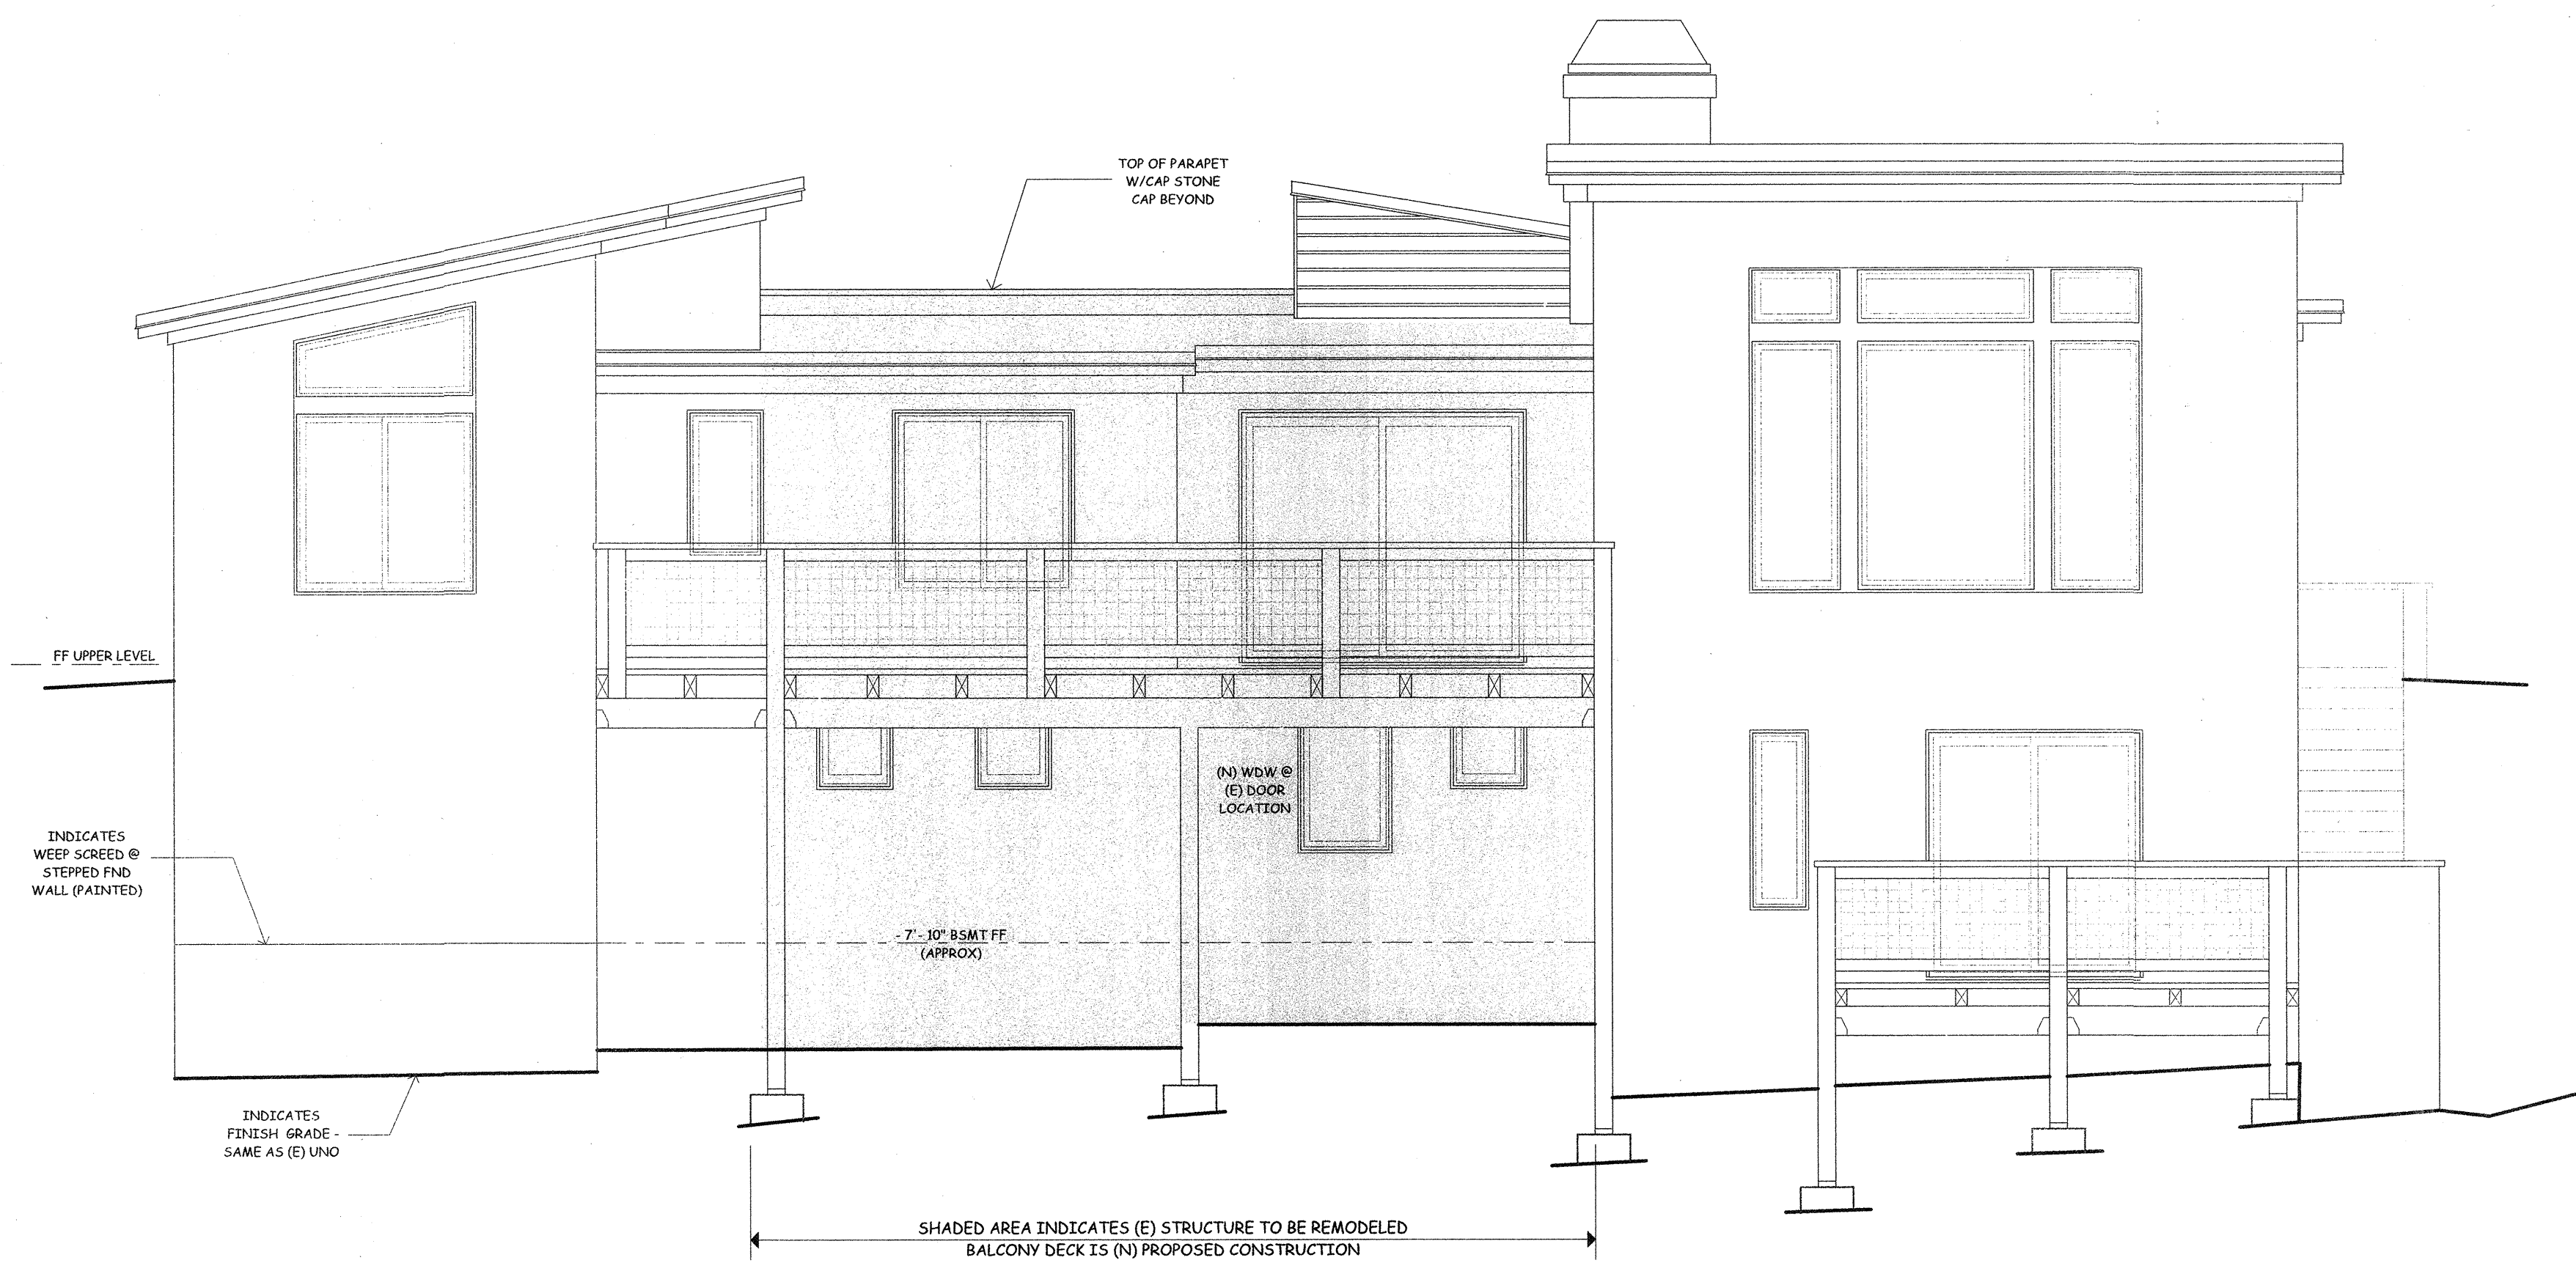 TOP OF PARAPET
W/CAP STONE
CAP BEYOND
FF UPPER LEVEL
(N) WDW @
(E) DOOR
LOCATION
INDICATES
WEEP SCREED @
STEPPED FND
WALL (PAINTED)
- 7'- 10" BSMT FF
(APPROX)
INDICATES
FINISH GRADE -
SAME AS (E) UNO
SHADED AREA INDICATES (E) STRUCTURE TO BE REMODELED
BALCONY DECK IS (N) PROPOSED CONSTRUCTION